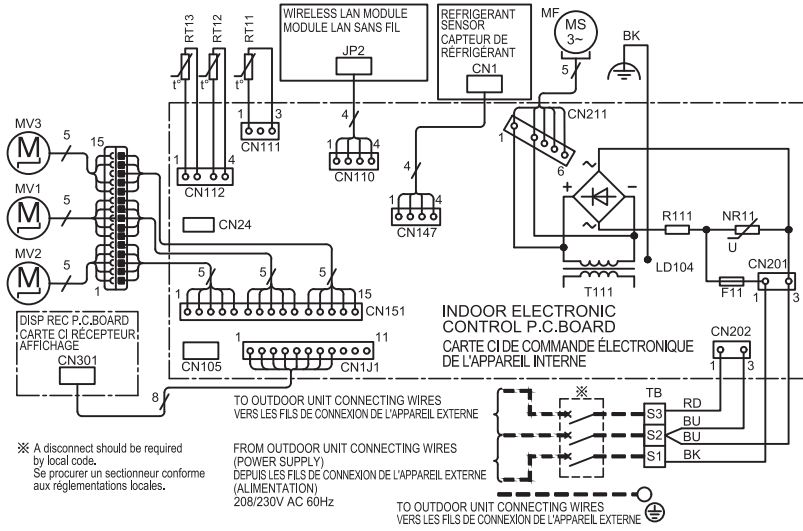 RT13
RT12
RT11
t°
t°
t°
WIRELESS LAN MODULE
MODULE LAN SANS FIL
JP2
REFRIGERANT
SENSOR
CAPTEUR DE
RÉFRIGÉRANT
CN1
MF
MS
3~
5
BK
4
4
MV3
M
5
MV1
M
5
MV2
M
5
15
1
1
3
CN111
1
4
CN112
1
4
CN110
1
4
CN147
CN211
1
6
~
~
+
-
CN24
R111
NR11
U
LD104
T111
F11
CN201
1
3
5
5
5
1
15
CN151
INDOOR ELECTRONIC
CONTROL P.C.BOARD
CARTE CI DE COMMANDE ÉLECTRONIQUE
DE L'APPAREIL INTERNE
CN202
1
3
DISP REC P.C.BOARD
CARTE CI RÉCEPTEUR
AFFICHAGE
CN301
CN105
1
11
CN1J1
8
TO OUTDOOR UNIT CONNECTING WIRES
VERS LES FILS DE CONNEXION DE L'APPAREIL EXTERNE
※
TB
S3
S2
S1
RD
BU
BU
BK
※ A disconnect should be required
by local code.
Se procurer un sectionneur conforme
aux réglementations locales.
FROM OUTDOOR UNIT CONNECTING WIRES
(POWER SUPPLY)
DEPUIS LES FILS DE CONNEXION DE L'APPAREIL EXTERNE
(ALIMENTATION)
208/230V AC 60Hz
TO OUTDOOR UNIT CONNECTING WIRES
VERS LES FILS DE CONNEXION DE L'APPAREIL EXTERNE